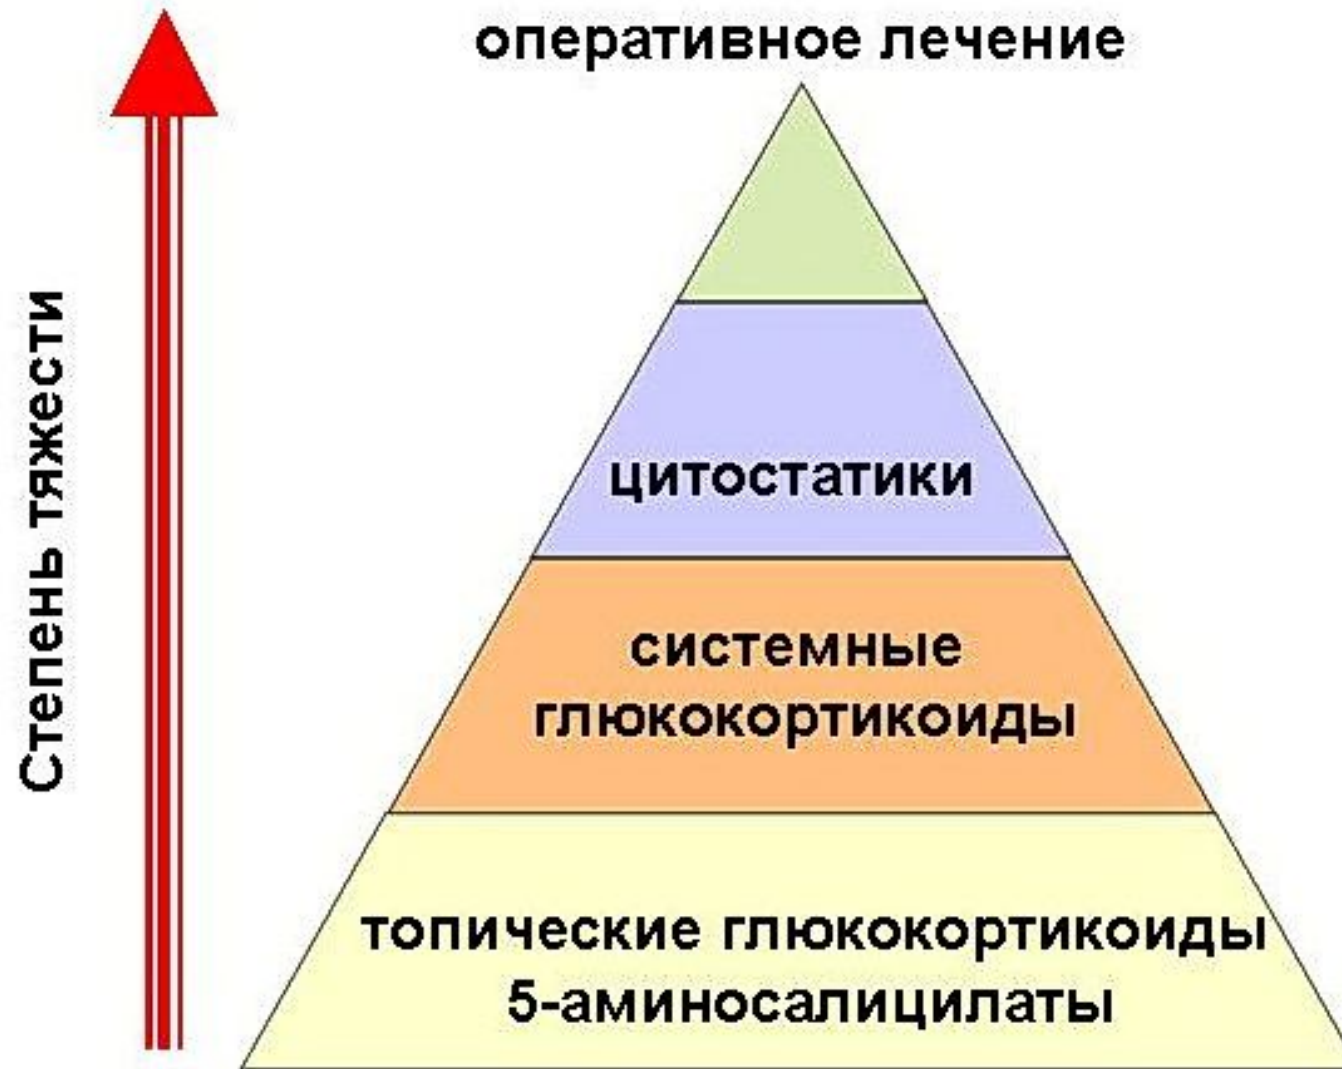 оперативное лечение
Степень тяжести
цитостатики
системные
глюкокортикоиды
топические глюкокортикоиды
5-аминосалицилаты